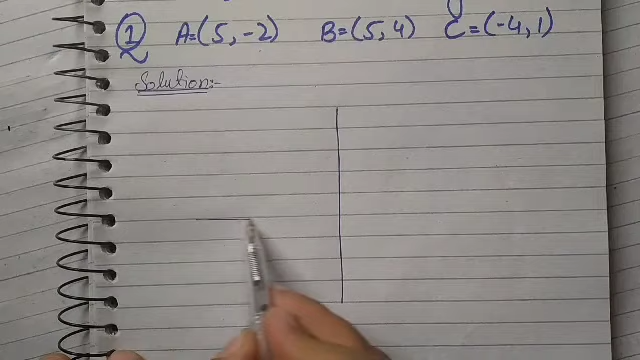 ① A=(5,-2) B=(5,4) C=(-4,1)
Solution:-